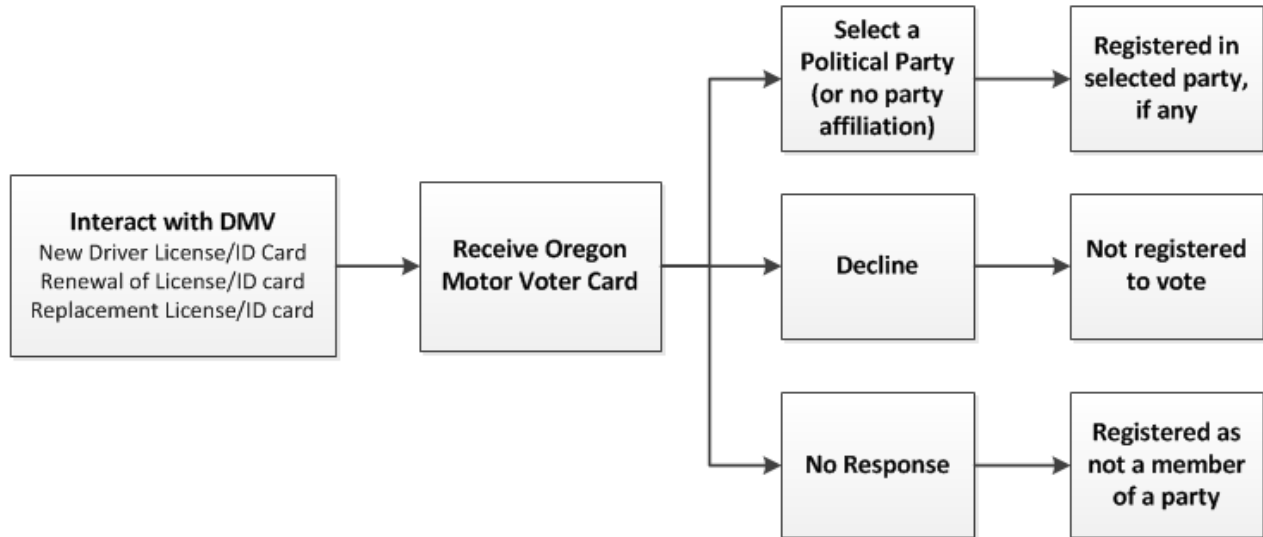 Interact with DMV
New Driver License/ID Card
Renewal of License/ID card
Replacement License/ID card
Receive Oregon
Motor Voter Card
Select a
Political Party
(or no party
affiliation)
Registered in
selected party,
if any
Decline
Not registered
to vote
No Response
Registered as
not a member
of a party